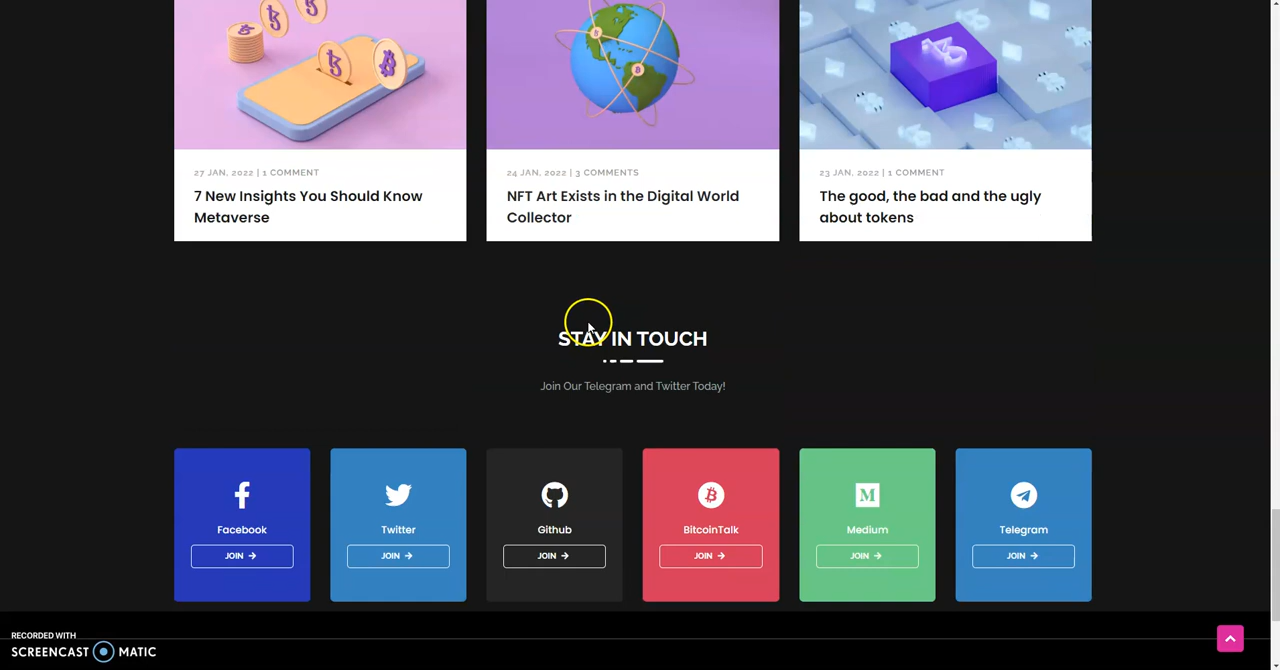 27 JAN, 2022 | 1 COMMENT
7 New Insights You Should Know
Metaverse
24 JAN, 2022 | 3 COMMENTS
NFT Art Exists in the Digital World
Collector
23 JAN, 2022 | 1 COMMENT
The good, the bad and the ugly
about tokens
STAY IN TOUCH
Join Our Telegram and Twitter Today!
Facebook
JOIN →
Twitter
JOIN →
Github
JOIN →
BitcoinTalk
JOIN →
Medium
JOIN →
Telegram
JOIN →
RECORDED WITH
SCREENCAST MATIC